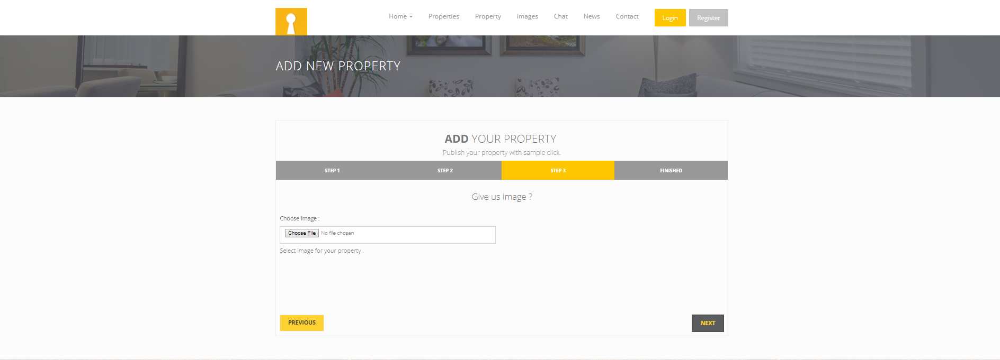 Home Properties Property Images Chat News Contact Login Register
ADD NEW PROPERTY
ADD YOUR PROPERTY
Publish your property with sample click.
STEP 1 STEP 2 STEP 3 FINISHED
Give us image ?
Choose Image :
Choose File No file chosen
Select image for your property .
PREVIOUS NEXT